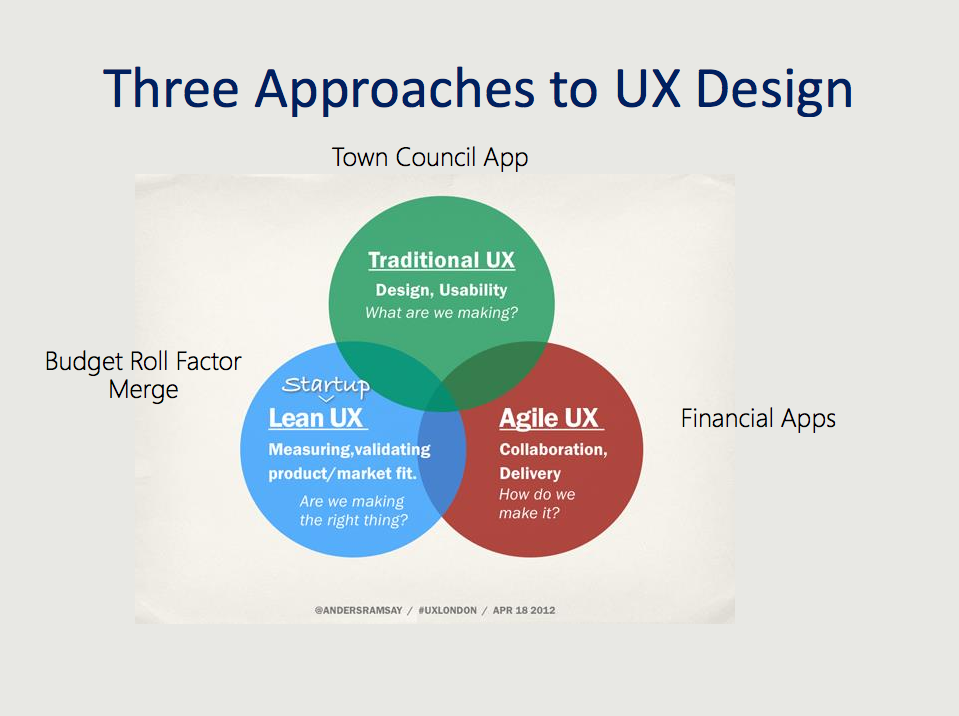 Three Approaches to UX Design
Town Council App
Traditional UX
Design, Usability
What are we making?
Budget Roll Factor
Merge
Startup
Lean UX
Measuring,validating
product/market fit.
Are we making
the right thing?
Agile UX
Collaboration,
Delivery
How do we
make it?
Financial Apps
@ANDERSRAMSAY / #UXLONDON / APR 18 2012